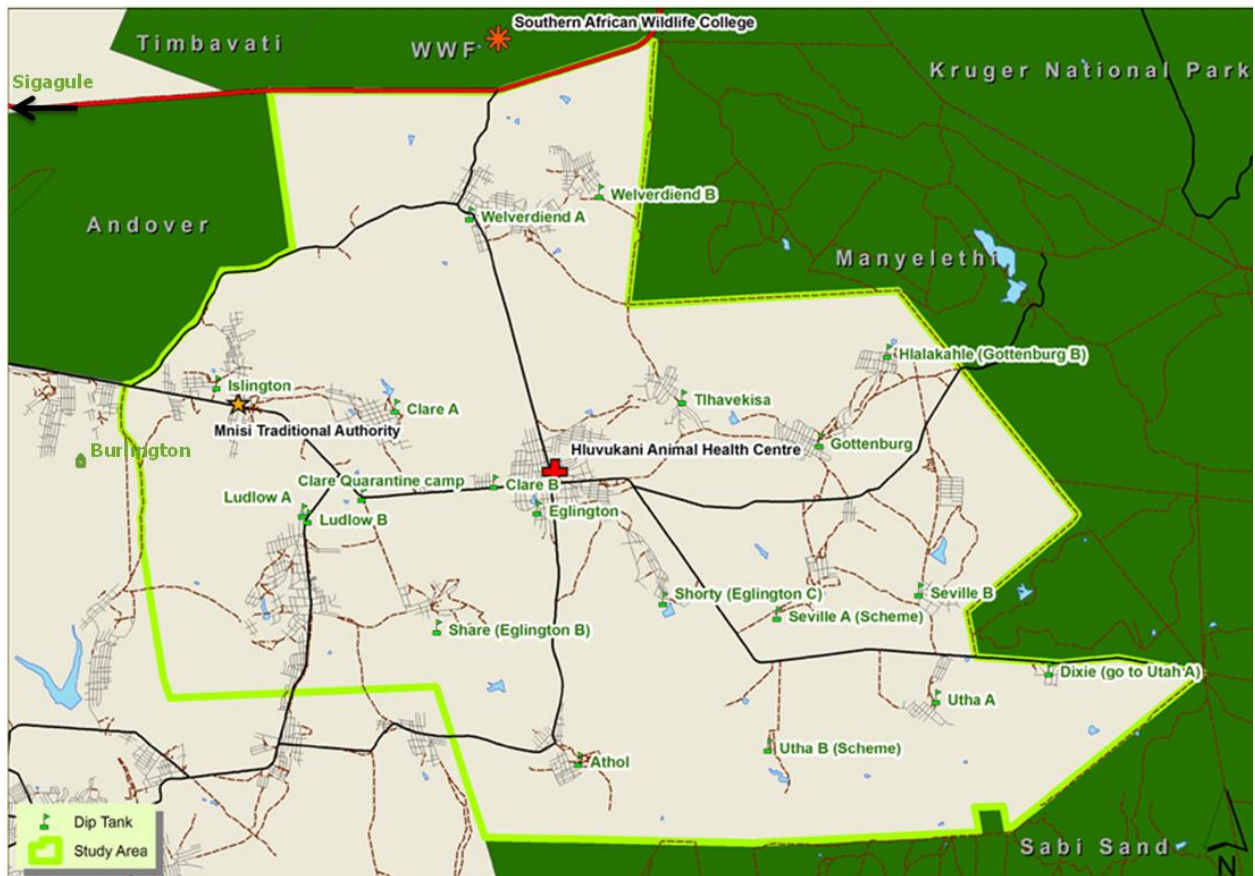 Southern African Wildlife College
Timbavati
WWF
Kruger National Park
Sigagule
Welverdiend B
Welverdiend A
Andover
Manyelethi
Hlalakahle (Gottenburg B)
Islington
Tlhavekisa
Clare A
Mnisi Traditional Authority
Gottenburg
Hluvukani Animal Health Centre
Burlington
Clare Quarantine camp
Clare B
Ludlow A
Eglington
Ludlow B
Shorty (Eglington C)
Seville B
Seville A (Scheme)
Share (Eglington B)
Dixie (go to Utah A)
Utha A
Utha B (Scheme)
Athol
Dip Tank
Study Area
Sabi Sand
N